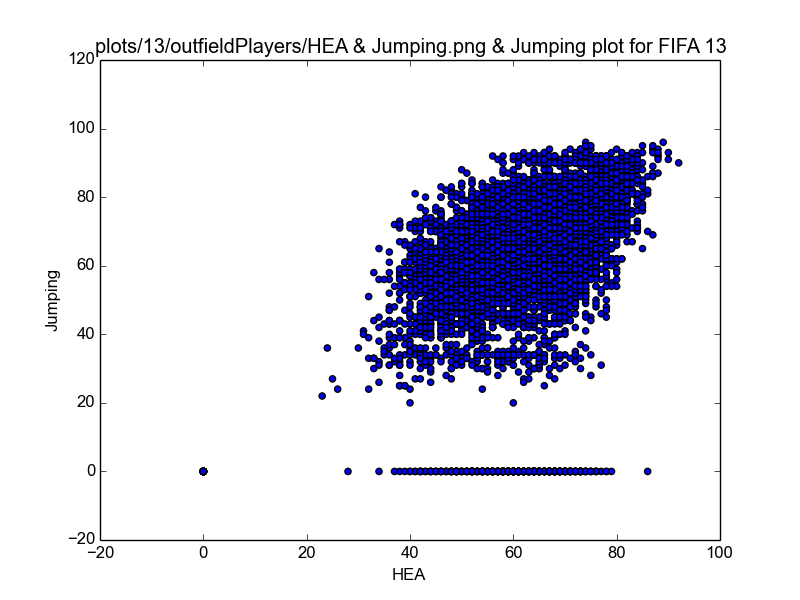 plots/13/outfieldPlayers/HEA & Jumping.png & Jumping plot for FIFA 13
120
100
80
60
40
20
0
−20
Jumping
−20 0 20 40 60 80 100
HEA